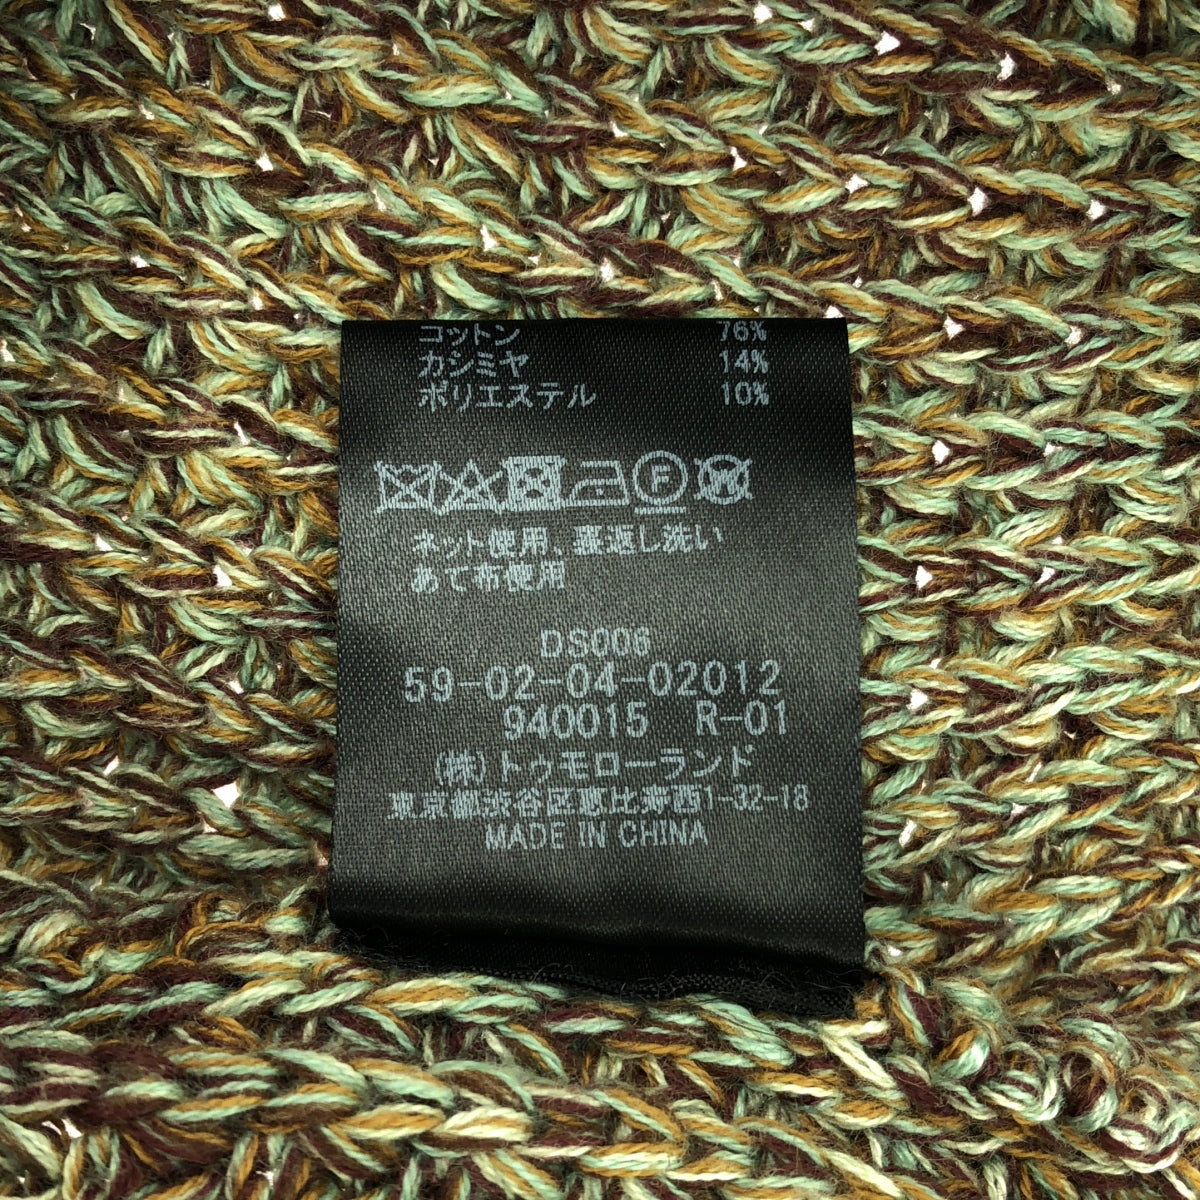 コットン 76%
カシミヤ 14%
ポリエステル 10%
F W
ネット使用、裏返し洗い
あて布使用
DS006
59-02-04-02012
940015 R-01
(株)トゥモローランド
東京都渋谷区恵比寿西1-32-18
MADE IN CHINA